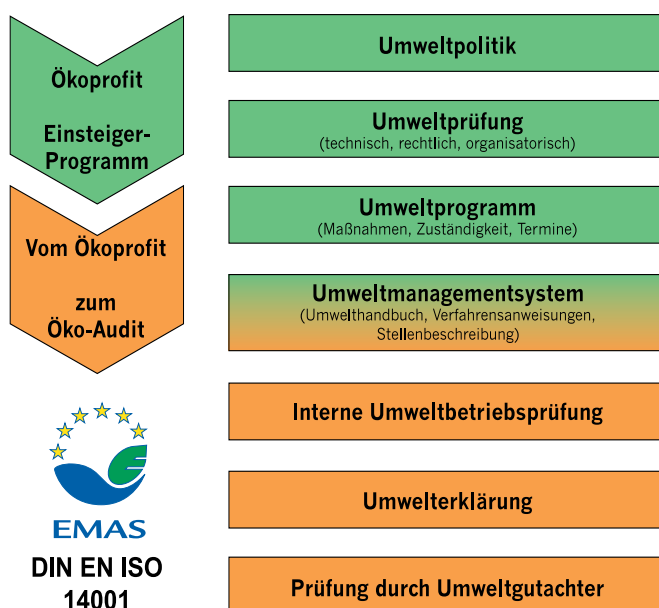 Ökoprofit
Einsteiger-
Programm
Vom Ökoprofit
zum
Öko-Audit
EMAS
DIN EN ISO
14001
Umweltpolitik
Umweltprüfung
(technisch, rechtlich, organisatorisch)
Umweltprogramm
(Maßnahmen, Zuständigkeit, Termine)
Umweltmanagementsystem
(Umwelthandbuch, Verfahrensanweisungen,
Stellenbeschreibung)
Interne Umweltbetriebsprüfung
Umwelterklärung
Prüfung durch Umweltgutachter